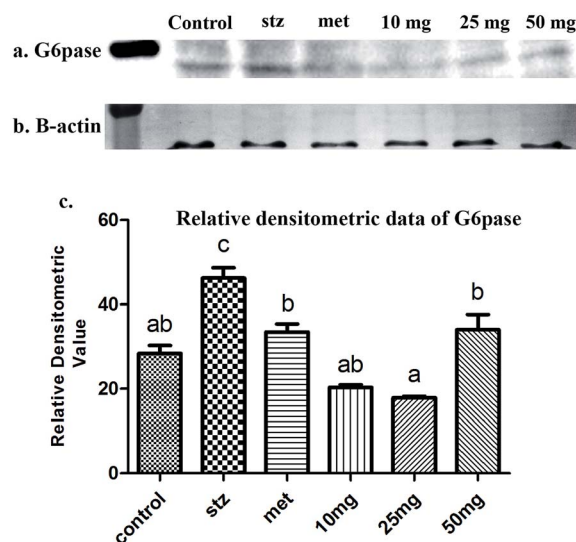 Control stz met 10 mg 25 mg 50 mg
a. G6pase
b. B-actin
c.
Relative densitometric data of G6pase
Relative Densitometric
Value
60
40
20
0
ab
c
b
ab
a
b
control
stz
met
10mg
25mg
50mg